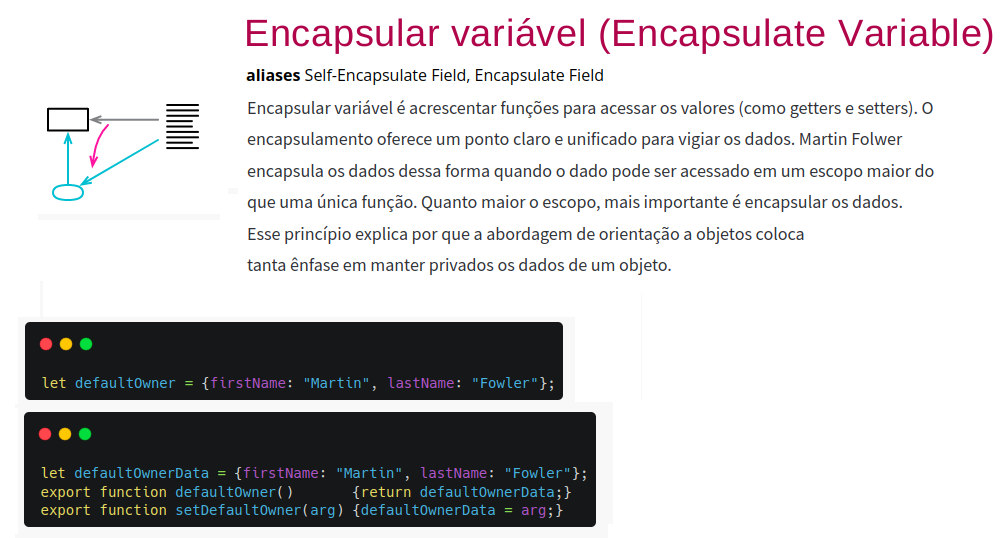 Encapsular variável (Encapsulate Variable)
aliases Self-Encapsulate Field, Encapsulate Field
Encapsular variável é acrescentar funções para acessar os valores (como getters e setters). O
encapsulamento oferece um ponto claro e unificado para vigiar os dados. Martin Folwer
encapsula os dados dessa forma quando o dado pode ser acessado em um escopo maior do
que uma única função. Quanto maior o escopo, mais importante é encapsular os dados.
Esse princípio explica por que a abordagem de orientação a objetos coloca
tanta ênfase em manter privados os dados de um objeto.
let defaultOwner = {firstName: "Martin", lastName: "Fowler"};
let defaultOwnerData = {firstName: "Martin", lastName: "Fowler"};
export function defaultOwner()       {return defaultOwnerData;}
export function setDefaultOwner(arg) {defaultOwnerData = arg;}